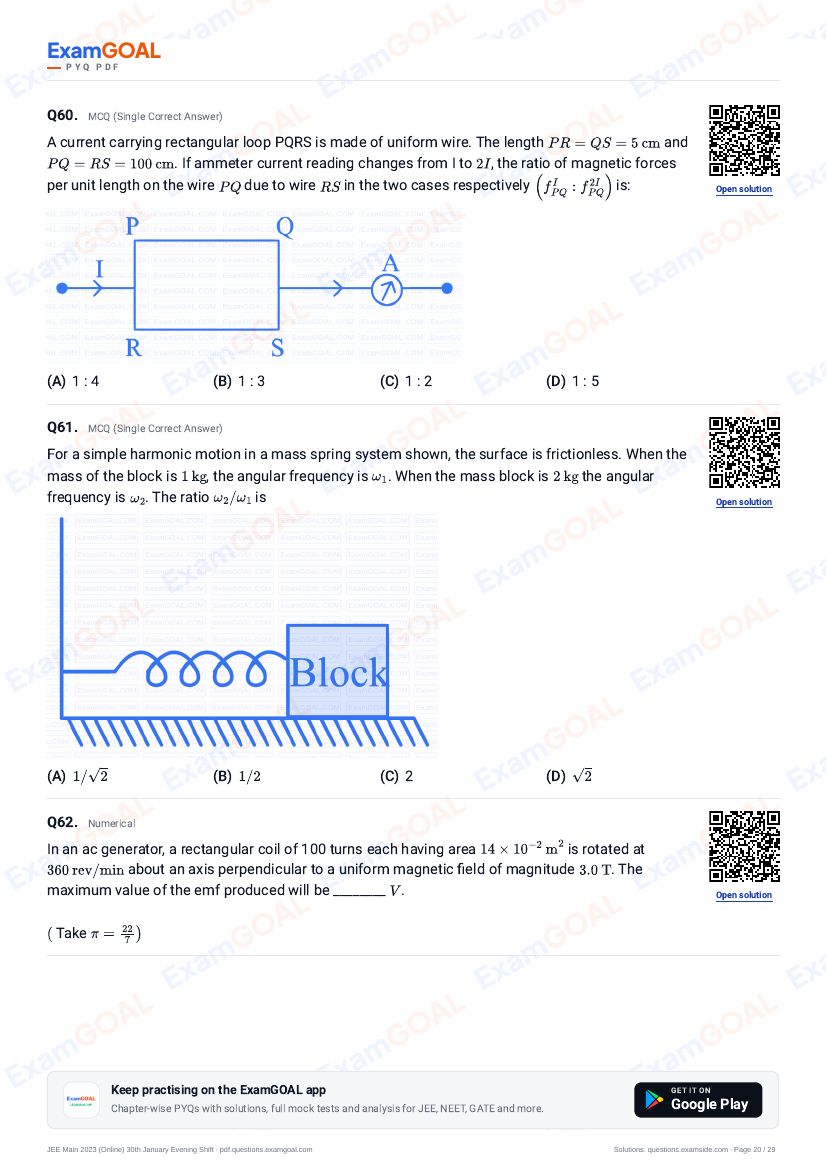 ExamGOAL
PYQ PDF
Q60. MCQ (Single Correct Answer)
A current carrying rectangular loop PQRS is made of uniform wire. The length PR = QS = 5 cm and
PQ = RS = 100 cm. If ammeter current reading changes from I to 2I, the ratio of magnetic forces
per unit length on the wire PQ due to wire RS in the two cases respectively (f^I_PQ : f^2I_PQ) is:
Open solution
P Q
I A
R S
(A) 1 : 4 (B) 1 : 3 (C) 1 : 2 (D) 1 : 5
Q61. MCQ (Single Correct Answer)
For a simple harmonic motion in a mass spring system shown, the surface is frictionless. When the
mass of the block is 1 kg, the angular frequency is ω₁. When the mass block is 2 kg the angular
frequency is ω₂. The ratio ω₂/ω₁ is
Open solution
Block
(A) 1/√2 (B) 1/2 (C) 2 (D) √2
Q62. Numerical
In an ac generator, a rectangular coil of 100 turns each having area 14 × 10⁻² m² is rotated at
360 rev/min about an axis perpendicular to a uniform magnetic field of magnitude 3.0 T. The
maximum value of the emf produced will be ________ V.
Open solution
( Take π = 22/7)
Keep practising on the ExamGOAL app
Chapter-wise PYQs with solutions, full mock tests and analysis for JEE, NEET, GATE and more.
GET IT ON
Google Play
JEE Main 2023 (Online) 30th January Evening Shift · pdf.questions.examgoal.com
Solutions: questions.examside.com · Page 20 / 29